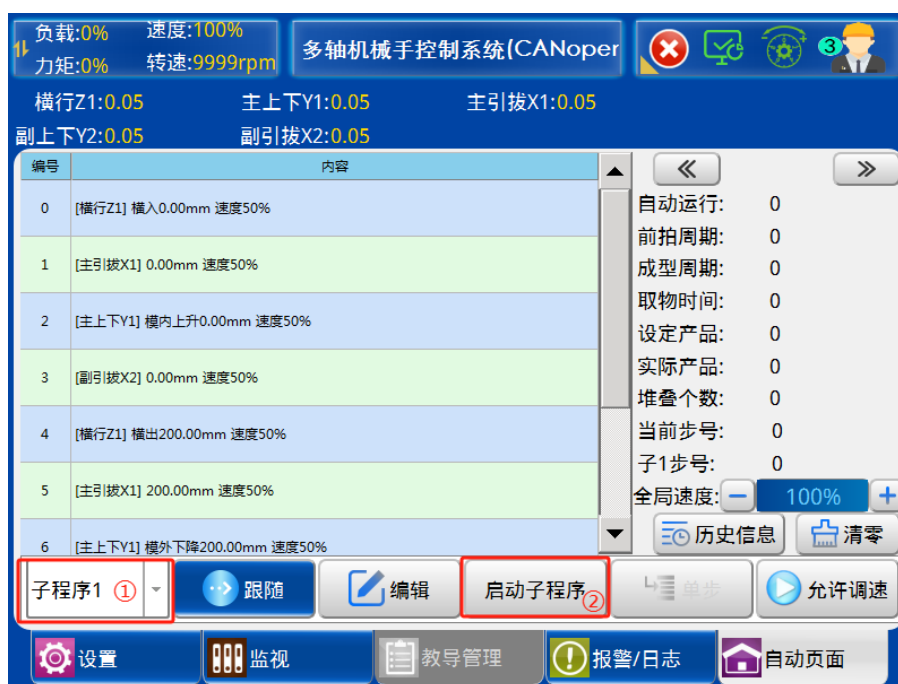 负载:0% 速度:100%
力矩:0% 转速:9999rpm
多轴机械手控制系统(CANoper
3
横行Z1:0.05 主上下Y1:0.05 主引拔X1:0.05
副上下Y2:0.05 副引拔X2:0.05
编号 内容
0 [横行Z1] 横入0.00mm 速度50%
1 [主引拔X1] 0.00mm 速度50%
2 [主上下Y1] 模内上升0.00mm 速度50%
3 [副引拔X2] 0.00mm 速度50%
4 [横行Z1] 横出200.00mm 速度50%
5 [主引拔X1] 200.00mm 速度50%
6 [主上下Y1] 模外下降200.00mm 速度50%
自动运行: 0
前拍周期: 0
成型周期: 0
取物时间: 0
设定产品: 0
实际产品: 0
堆叠个数: 0
当前步号: 0
子1步号: 0
全局速度: − 100% +
历史信息 清零
子程序1 ① 跟随 编辑 启动子程序② 单步 允许调速
设置 监视 教导管理 报警/日志 自动页面